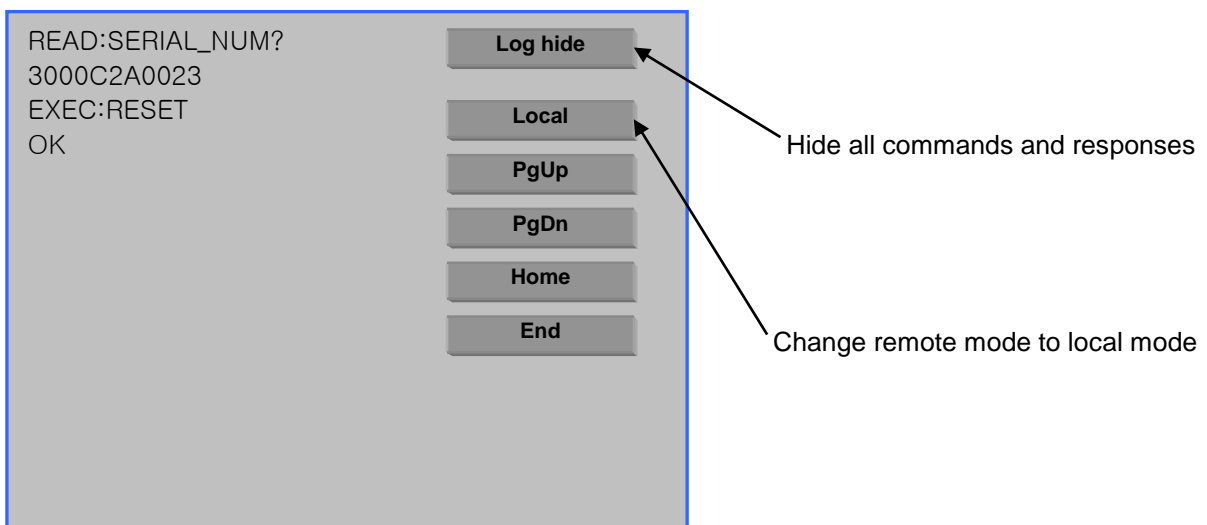 READ:SERIAL_NUM?
3000C2A0023
EXEC:RESET
OK
Log hide
Local
PgUp
PgDn
Home
End
Hide all commands and responses
Change remote mode to local mode